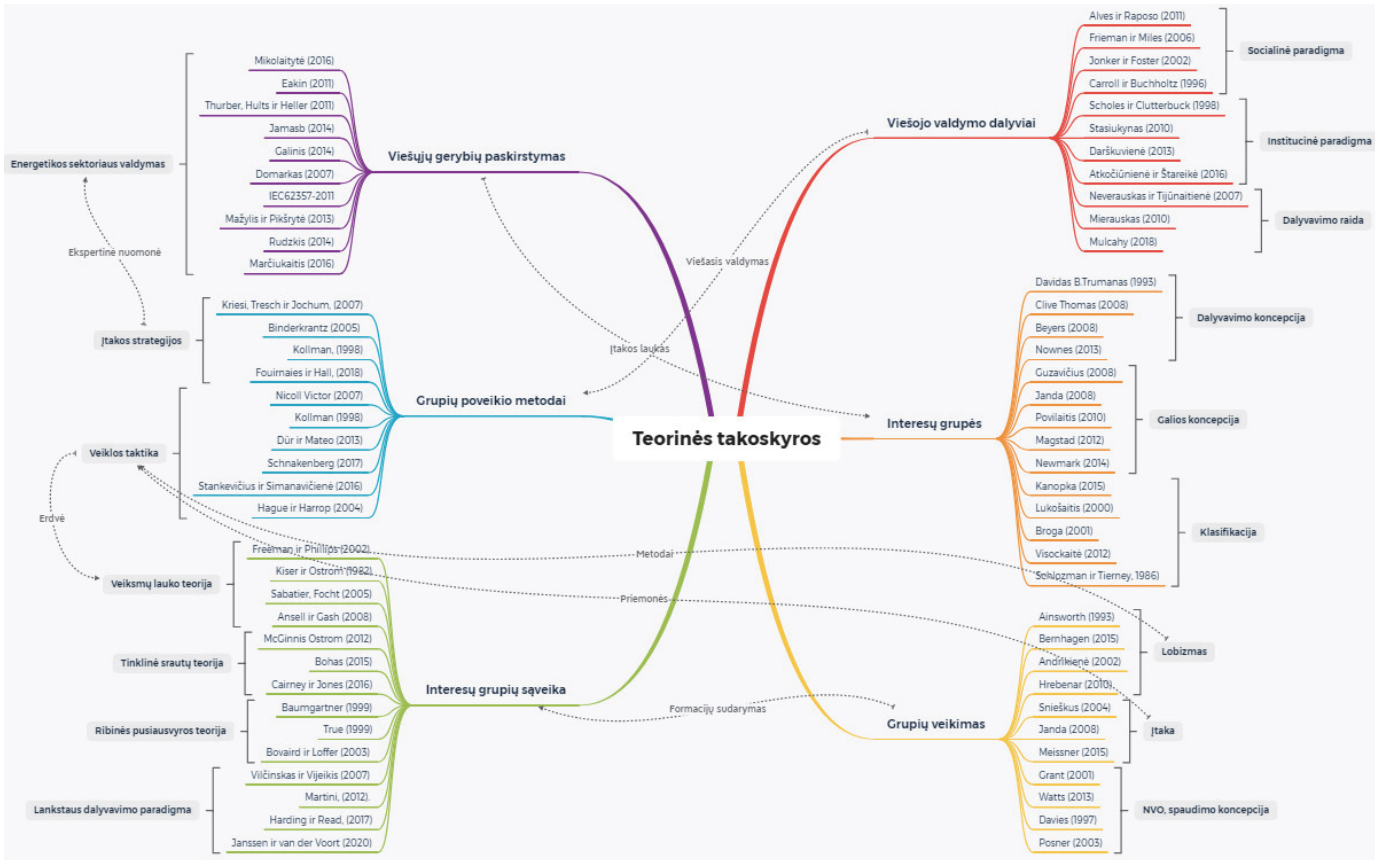 Teorinės takoskyros
Viešųjų gerybių paskirstymas
Mikolaitytė (2016)
Eakin (2011)
Thurber, Hults ir Heller (2011)
Jamasb (2014)
Galinis (2014)
Domarkas (2007)
IEC62357-2011
Mažylis ir Pikšrytė (2013)
Rudzkis (2014)
Marčiukaitis (2016)
Energetikos sektoriaus valdymas
Ekspertinė nuomonė
Grupių poveikio metodai
Kriesi, Tresch ir Jochum, (2007)
Binderkrantz (2005)
Kollman, (1998)
Fouirnaies ir Hall, (2018)
Įtakos strategijos
Nicoll Victor (2007)
Kollman (1998)
Dür ir Mateo (2013)
Schnakenberg (2017)
Stankevičius ir Simanavičienė (2016)
Hague ir Harrop (2004)
Veiklos taktika
Erdvė
Interesų grupių sąveika
Freeman ir Phillips (2002)
Kiser ir Ostrom (1982)
Sabatier, Focht (2005)
Ansell ir Gash (2008)
Veiksmų lauko teorija
McGinnis Ostrom (2012)
Bohas (2015)
Cairney ir Jones (2016)
Tinklinė srautų teorija
Baumgartner (1999)
True (1999)
Bovaird ir Loffer (2003)
Ribinės pusiausvyros teorija
Vilčinskas ir Vijeikis (2007)
Martini, (2012).
Harding ir Read, (2017)
Janssen ir van der Voort (2020)
Lankstaus dalyvavimo paradigma
Viešojo valdymo dalyviai
Alves ir Raposo (2011)
Frieman ir Miles (2006)
Jonker ir Foster (2002)
Carroll ir Buchholtz (1996)
Socialinė paradigma
Scholes ir Clutterbuck (1998)
Stasiukynas (2010)
Darškuvienė (2013)
Atkočiūnienė ir Štareikė (2016)
Institucinė paradigma
Neverauskas ir Tijūnaitienė (2007)
Mierauskas (2010)
Mulcahy (2018)
Dalyvavimo raida
Viešasis valdymas
Įtakos laukas
Interesų grupės
Davidas B.Trumanas (1993)
Clive Thomas (2008)
Beyers (2008)
Nownes (2013)
Dalyvavimo koncepcija
Guzavičius (2008)
Janda (2008)
Povilaitis (2010)
Magstad (2012)
Newmark (2014)
Galios koncepcija
Kanopka (2015)
Lukošaitis (2000)
Broga (2001)
Visockaitė (2012)
Schlozman ir Tierney, 1986)
Klasifikacija
Metodai
Priemonės
Formacijų sudarymas
Grupių veikimas
Ainsworth (1993)
Bernhagen (2015)
Andrikienė (2002)
Hrebenar (2010)
Lobizmas
Snieškus (2004)
Janda (2008)
Meissner (2015)
Įtaka
Grant (2001)
Watts (2013)
Davies (1997)
Posner (2003)
NVO, spaudimo koncepcija